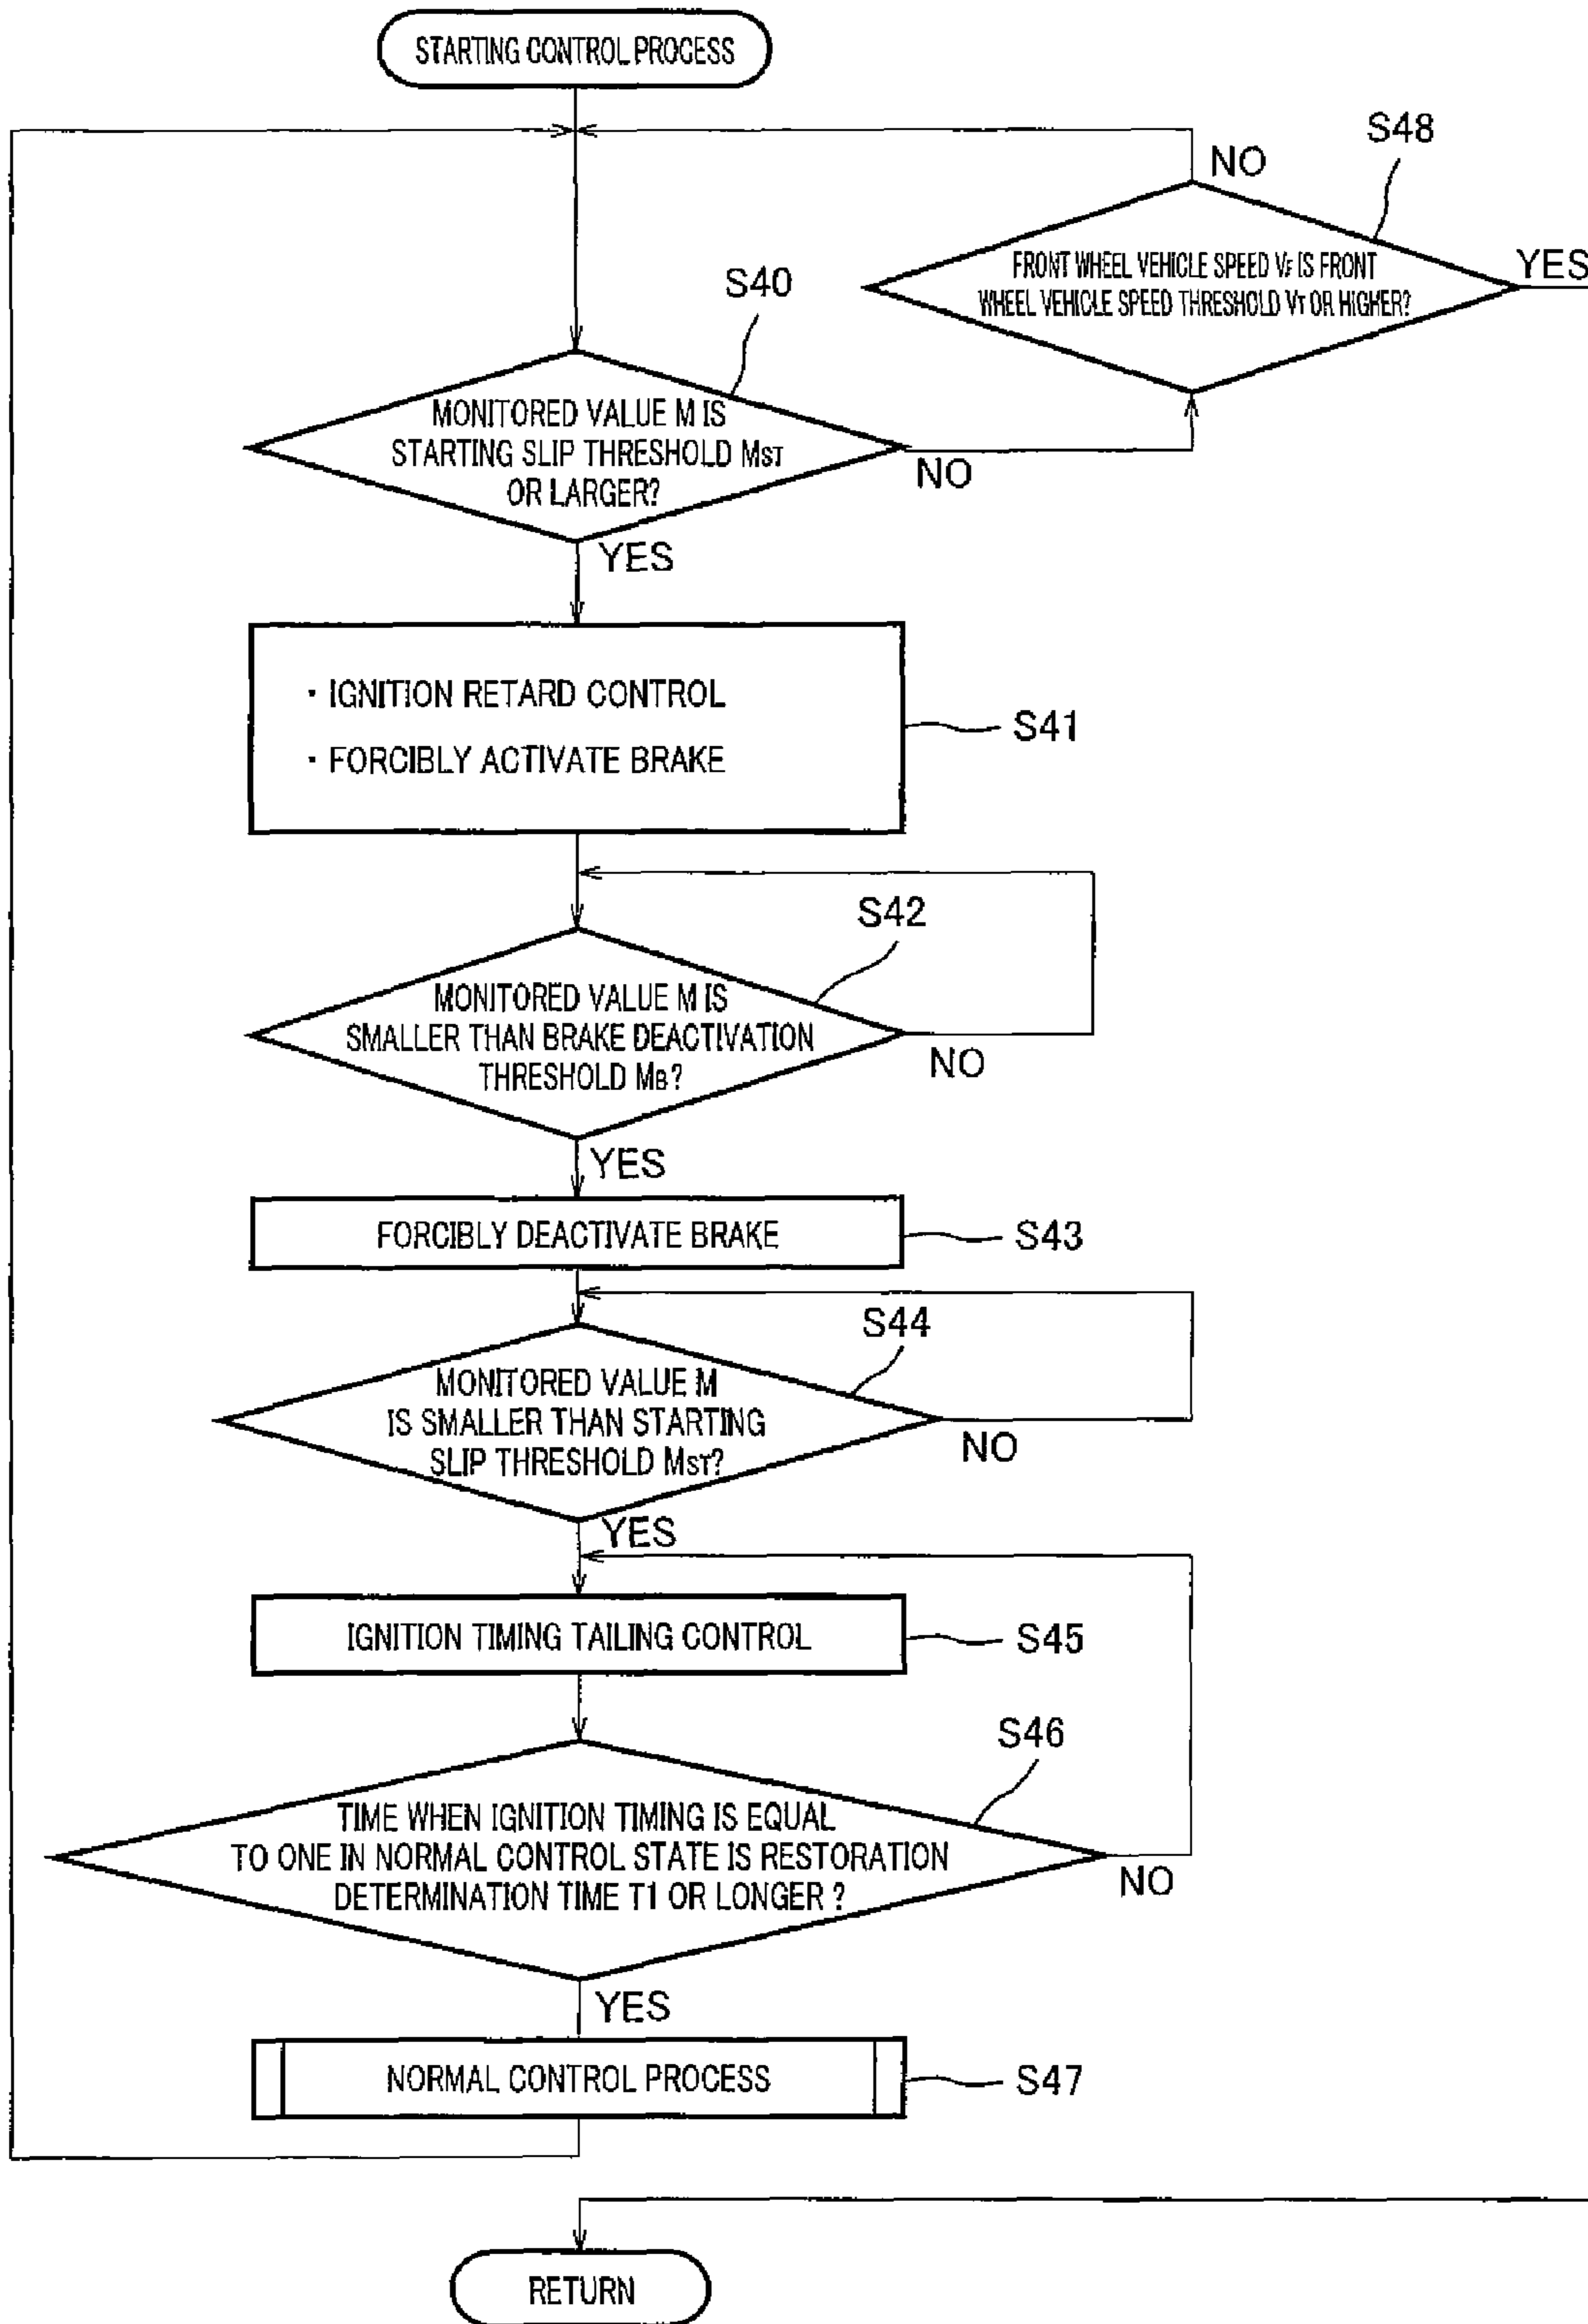 STARTING CONTROL PROCESS
S48
NO
FRONT WHEEL VEHICLE SPEED VF IS FRONT
WHEEL VEHICLE SPEED THRESHOLD VT OR HIGHER?
YES
S40
MONITORED VALUE M IS
STARTING SLIP THRESHOLD MST
OR LARGER?
NO
YES
· IGNITION RETARD CONTROL
· FORCIBLY ACTIVATE BRAKE
S41
S42
MONITORED VALUE M IS
SMALLER THAN BRAKE DEACTIVATION
THRESHOLD MB?
NO
YES
FORCIBLY DEACTIVATE BRAKE
S43
S44
MONITORED VALUE M
IS SMALLER THAN STARTING
SLIP THRESHOLD MST?
NO
YES
IGNITION TIMING TAILING CONTROL
S45
S46
TIME WHEN IGNITION TIMING IS EQUAL
TO ONE IN NORMAL CONTROL STATE IS RESTORATION
DETERMINATION TIME T1 OR LONGER ?
NO
YES
NORMAL CONTROL PROCESS
S47
RETURN